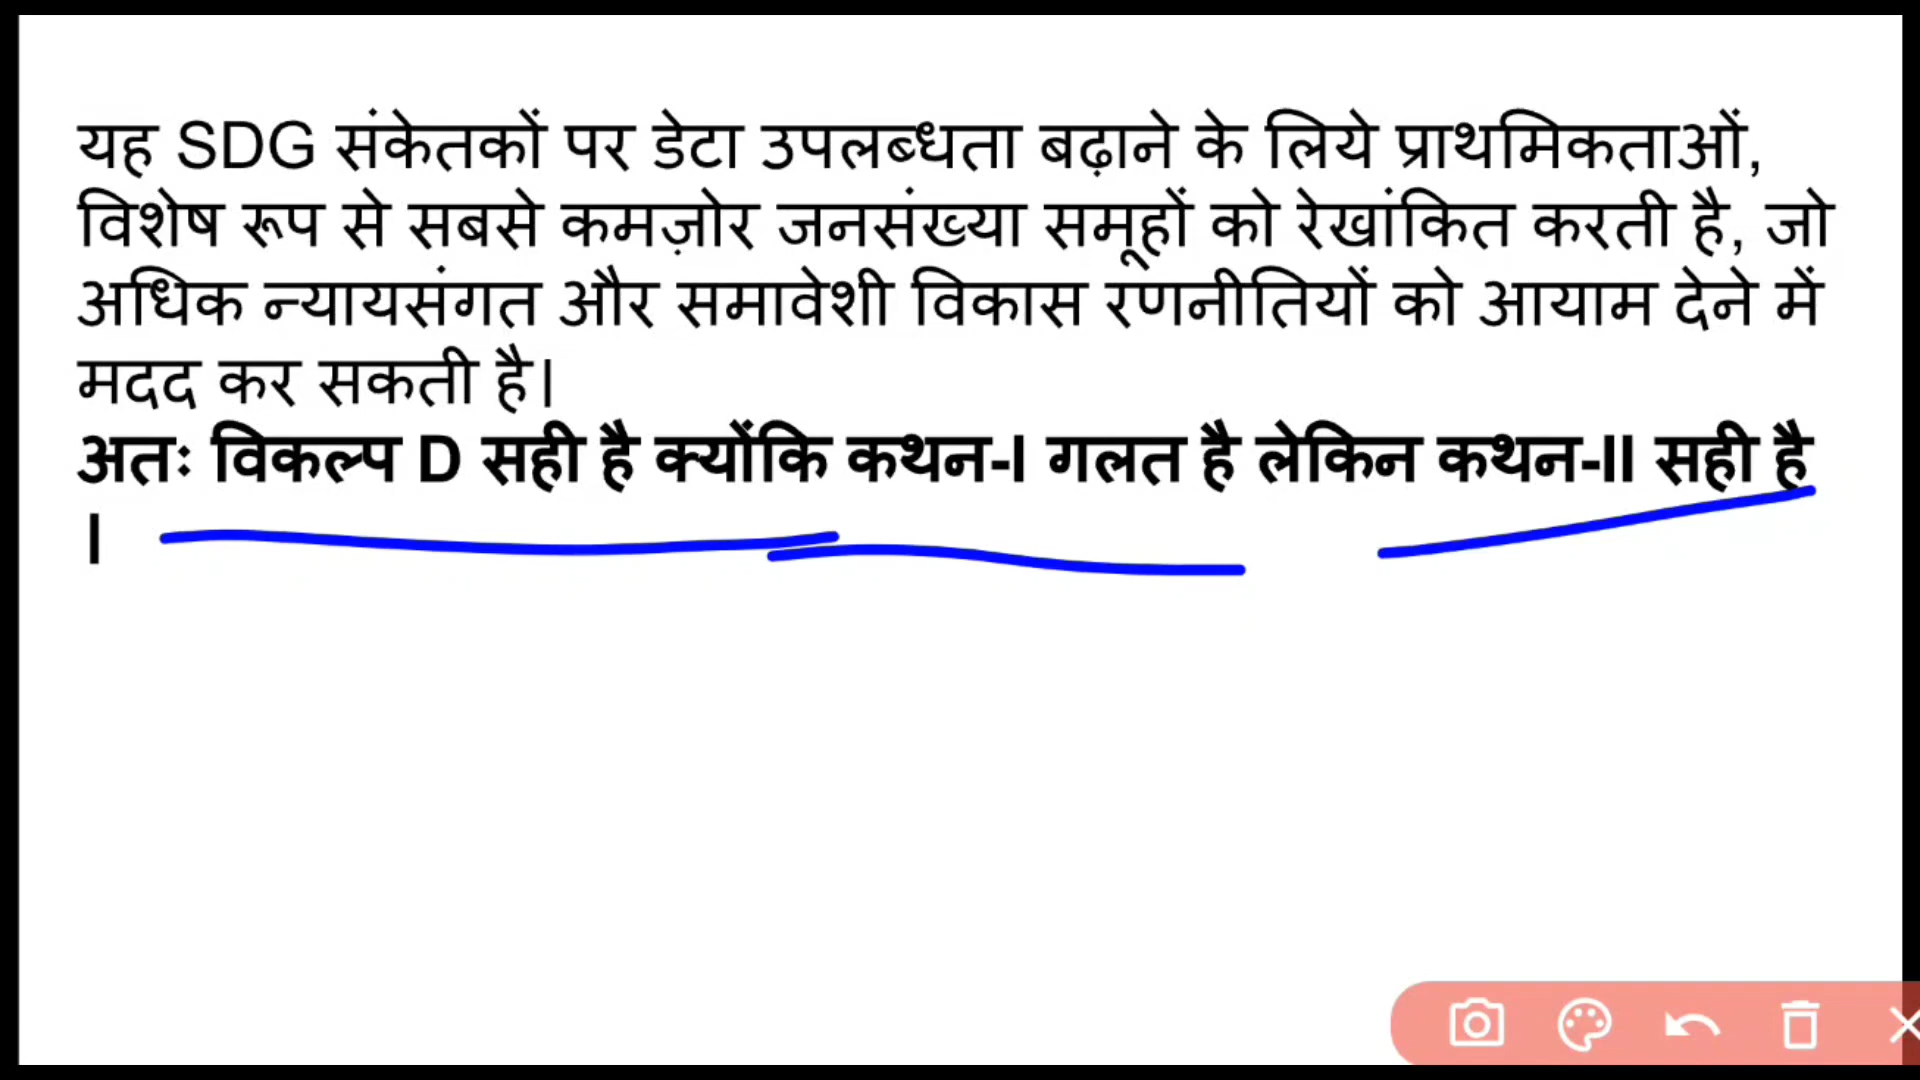 यह SDG संकेतकों पर डेटा उपलब्धता बढ़ाने के लिये प्राथमिकताओं,
विशेष रूप से सबसे कमज़ोर जनसंख्या समूहों को रेखांकित करती है, जो
अधिक न्यायसंगत और समावेशी विकास रणनीतियों को आयाम देने में
मदद कर सकती है।
अतः विकल्प D सही है क्योंकि कथन-I गलत है लेकिन कथन-II सही है
।